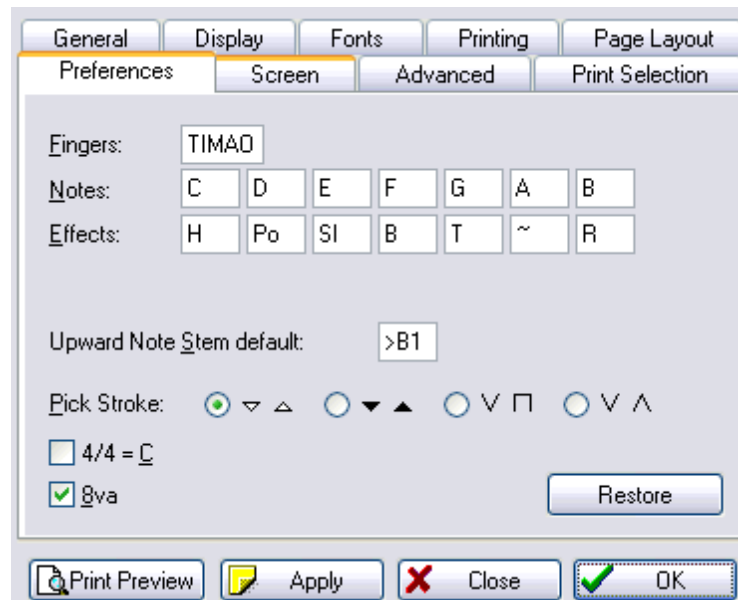 General Display Fonts Printing Page Layout
Preferences Screen Advanced Print Selection
Fingers: TIMAO
Notes: C D E F G A B
Effects: H Po Sl B T ~ R
Upward Note Stem default: >B1
Pick Stroke: ▽ △ ▼ ▲ V Π V Λ
4/4 = C
8va
Restore
Print Preview Apply Close OK